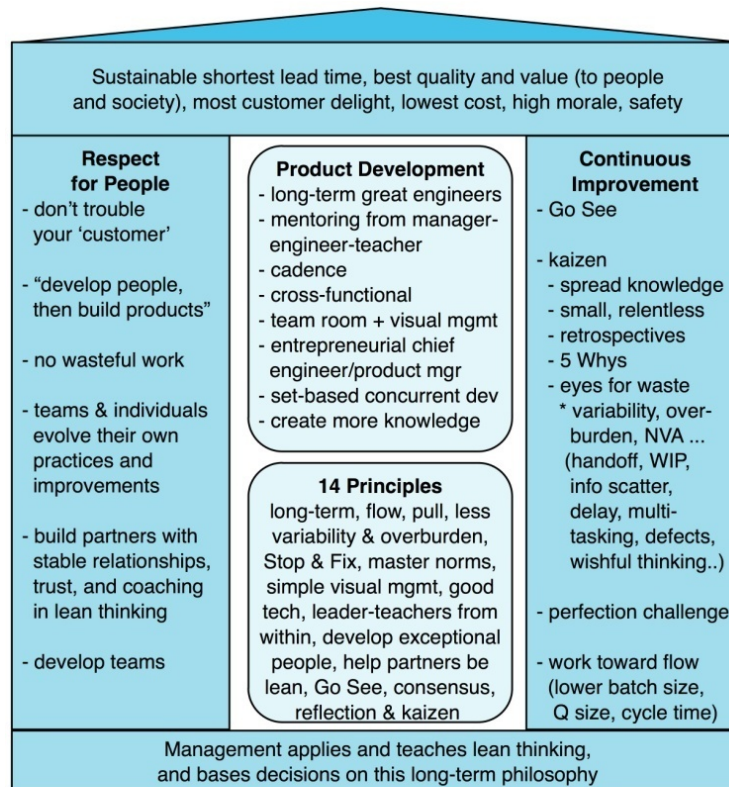 Sustainable shortest lead time, best quality and value (to people
and society), most customer delight, lowest cost, high morale, safety
Respect
for People
- don't trouble
your 'customer'
- "develop people,
then build products"
- no wasteful work
- teams & individuals
evolve their own
practices and
improvements
- build partners with
stable relationships,
trust, and coaching
in lean thinking
- develop teams
Product Development
- long-term great engineers
- mentoring from manager-
engineer-teacher
- cadence
- cross-functional
- team room + visual mgmt
- entrepreneurial chief
engineer/product mgr
- set-based concurrent dev
- create more knowledge
14 Principles
long-term, flow, pull, less
variability & overburden,
Stop & Fix, master norms,
simple visual mgmt, good
tech, leader-teachers from
within, develop exceptional
people, help partners be
lean, Go See, consensus,
reflection & kaizen
Continuous
Improvement
- Go See
- kaizen
- spread knowledge
- small, relentless
- retrospectives
- 5 Whys
- eyes for waste
* variability, over-
burden, NVA ...
(handoff, WIP,
info scatter,
delay, multi-
tasking, defects,
wishful thinking..)
- perfection challenge
- work toward flow
(lower batch size,
Q size, cycle time)
Management applies and teaches lean thinking,
and bases decisions on this long-term philosophy